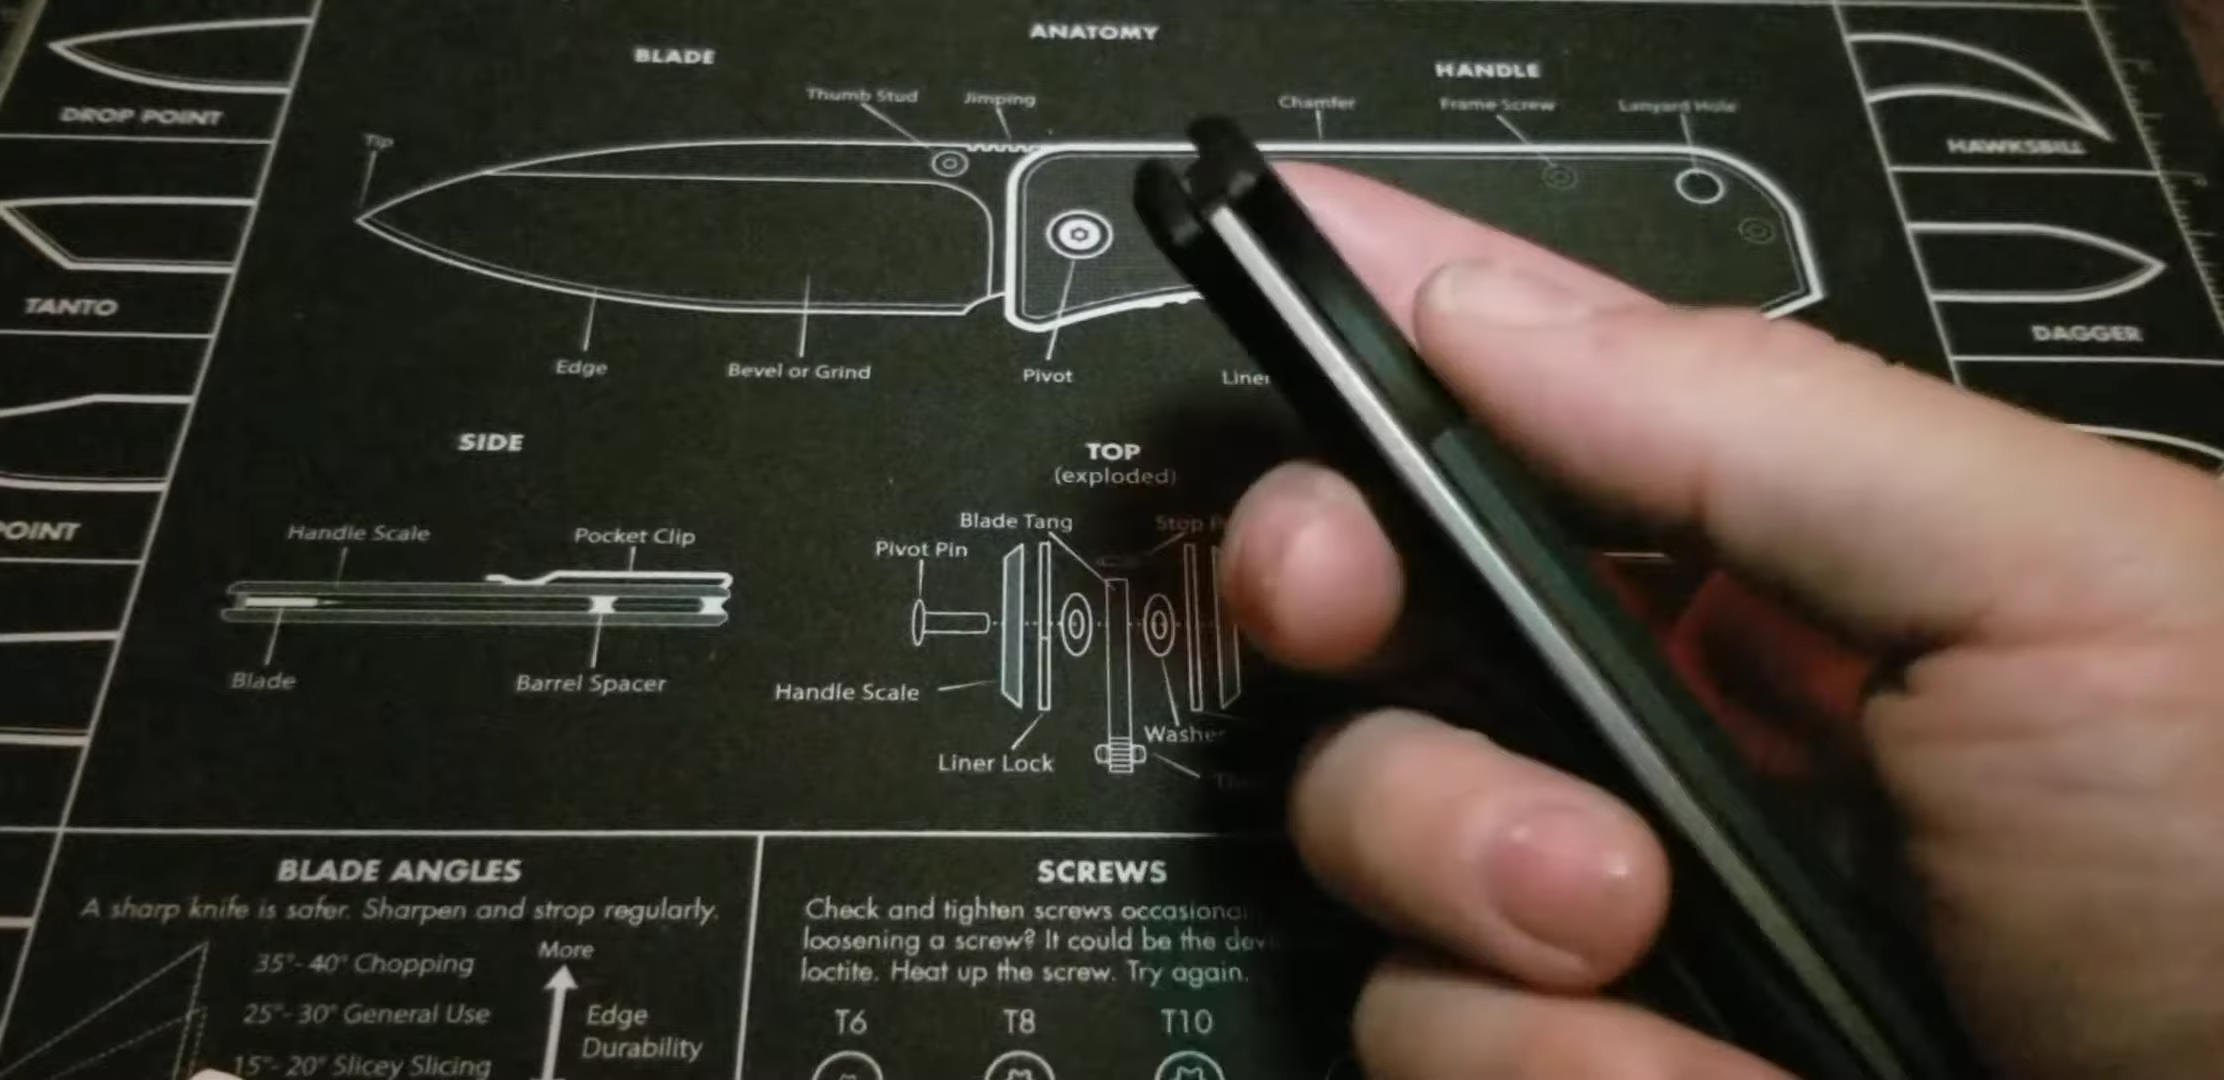 ANATOMY
BLADE
HANDLE
Thumb Stud
Jimping
Chamfer
Frame Screw
Lanyard Hole
DROP POINT
Tip
HAWKSBILL
TANTO
DAGGER
Edge
Bevel or Grind
Pivot
Liner
SIDE
TOP
(exploded)
Handle Scale
Pocket Clip
Blade Tang
Stop
Pivot Pin
POINT
Blade
Barrel Spacer
Handle Scale
Washer
Liner Lock
BLADE ANGLES
A sharp knife is safer. Sharpen and strop regularly.
35°-40° Chopping
25°-30° General Use
15°-20° Slicey Slicing
More
Edge
Durability
SCREWS
Check and tighten screws
loosening a screw? It could be the
loctite. Heat up the screw. Try again.
T6
T8
T10